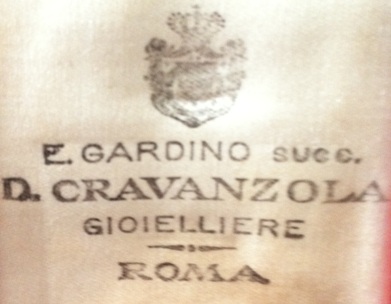 E. GARDINO succ.
D. CRAVANZOLA
GIOIELLIERE
ROMA